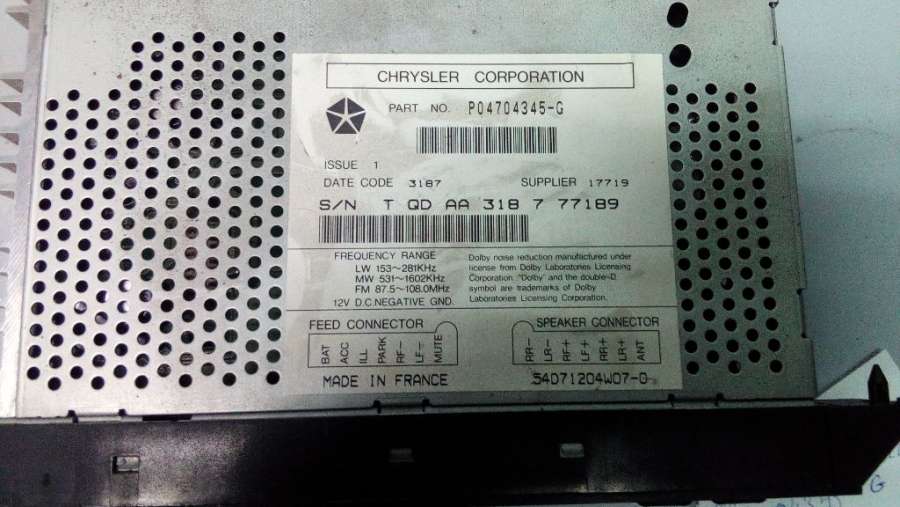 CHRYSLER CORPORATION
PART NO. P04704345-G
ISSUE 1
DATE CODE 3187 SUPPLIER 17719
S/N T QD AA 318 7 77189
FREQUENCY RANGE
LW 153~281KHz
MW 531~1602KHz
FM 87.5~108.0MHz
12V D.C.NEGATIVE GND.
Dolby noise reduction manufactured under
license from Dolby Laboratories Licensing
Corporation. "Dolby" and the double-D
symbol are trademarks of Dolby
Laboratories Licensing Corporation.
FEED CONNECTOR
BAT ACC ILL PARK RF- LF- MUTE
SPEAKER CONNECTOR
RR- LR- RF+ LF+ RR+ LR+ ANT
MADE IN FRANCE
54D71204W07-0
G